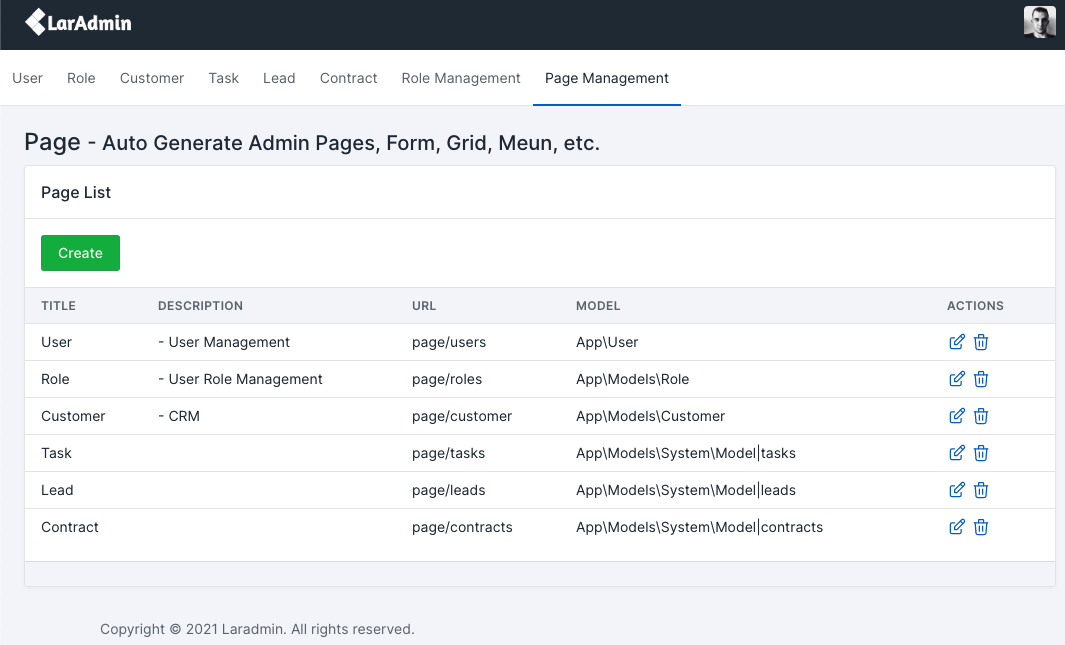 LarAdmin
User Role Customer Task Lead Contract Role Management Page Management
Page - Auto Generate Admin Pages, Form, Grid, Meun, etc.
Page List
Create
TITLE DESCRIPTION URL MODEL ACTIONS
User - User Management page/users App\User
Role - User Role Management page/roles App\Models\Role
Customer - CRM page/customer App\Models\Customer
Task page/tasks App\Models\System\Model|tasks
Lead page/leads App\Models\System\Model|leads
Contract page/contracts App\Models\System\Model|contracts
Copyright © 2021 Laradmin. All rights reserved.